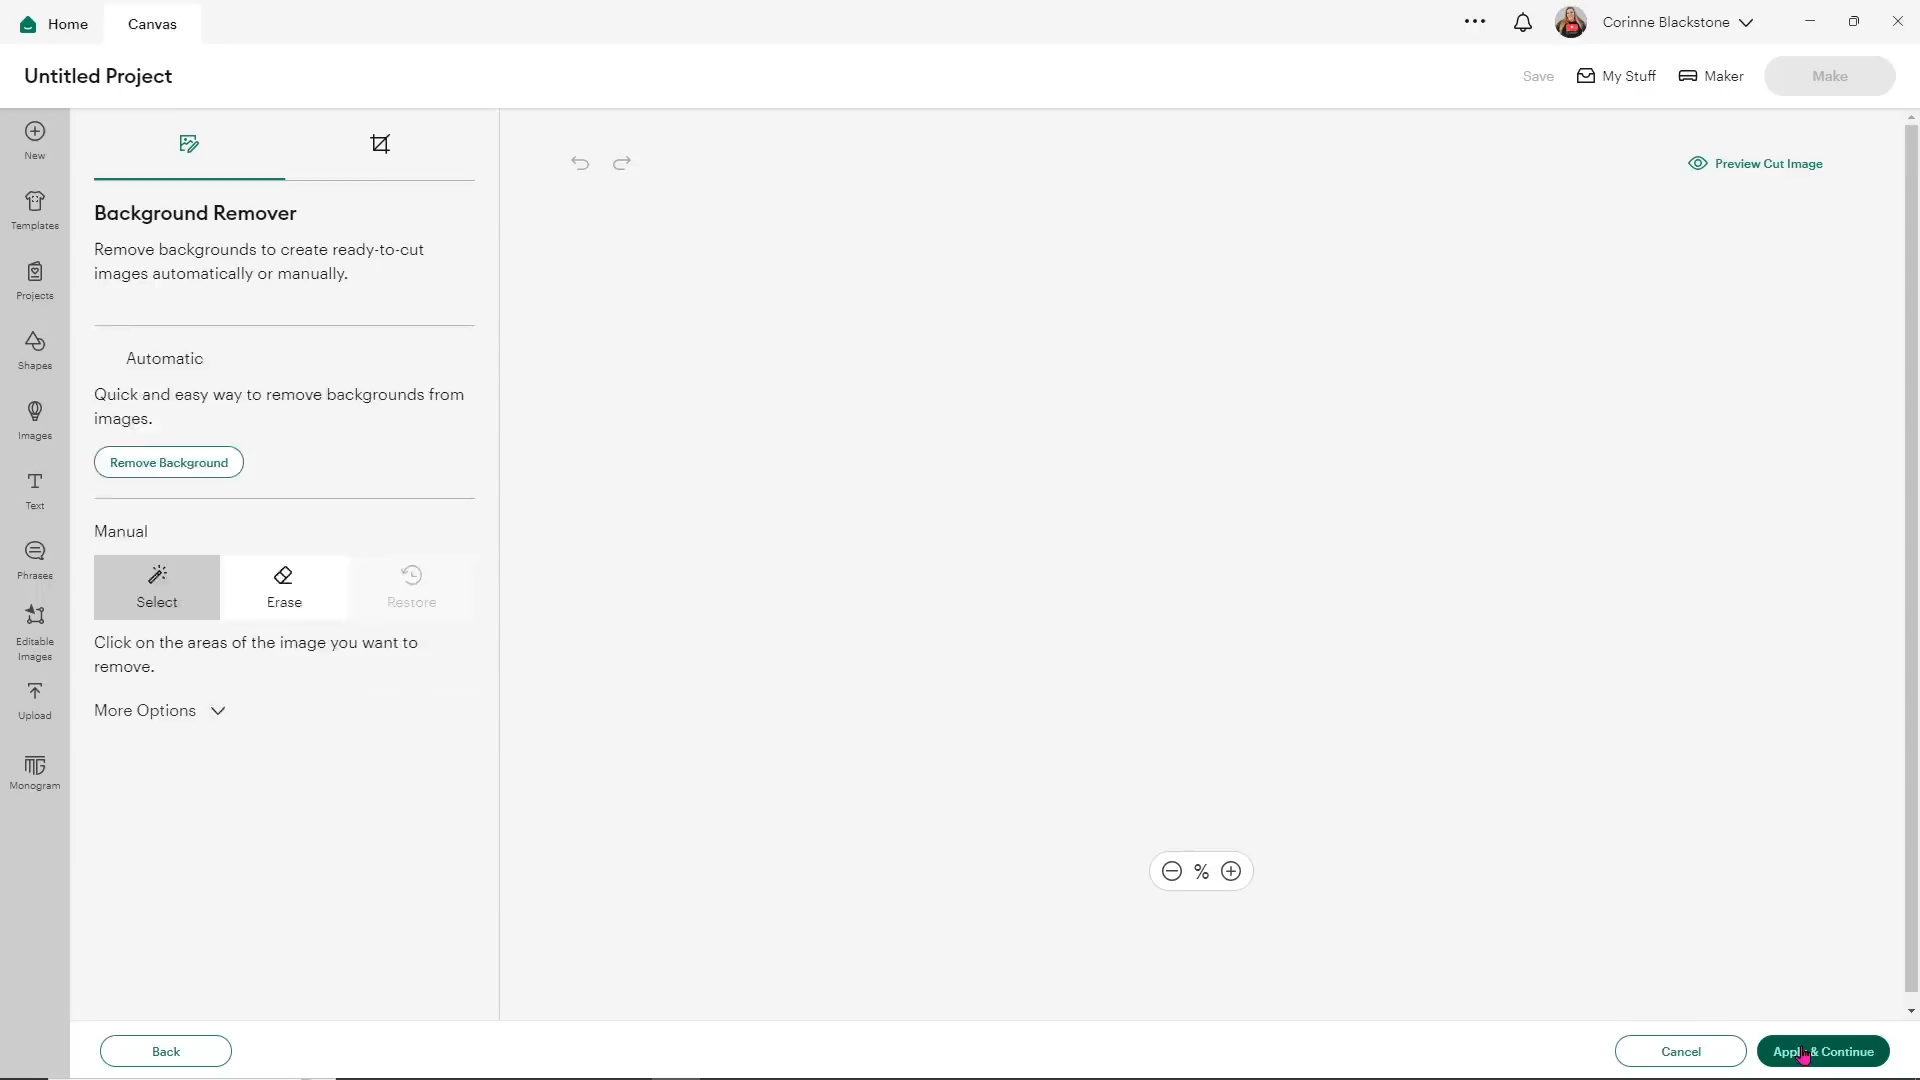 Home
Canvas
Corinne Blackstone
Untitled Project
Save
My Stuff
Maker
Make
New
Templates
Projects
Shapes
Images
Text
Phrases
Editable
Images
Upload
Monogram
Background Remover
Remove backgrounds to create ready-to-cut
images automatically or manually.
Automatic
Quick and easy way to remove backgrounds from
images.
Remove Background
Manual
Select
Erase
Restore
Click on the areas of the image you want to
remove.
More Options
Preview Cut Image
%
Back
Cancel
Apply & Continue